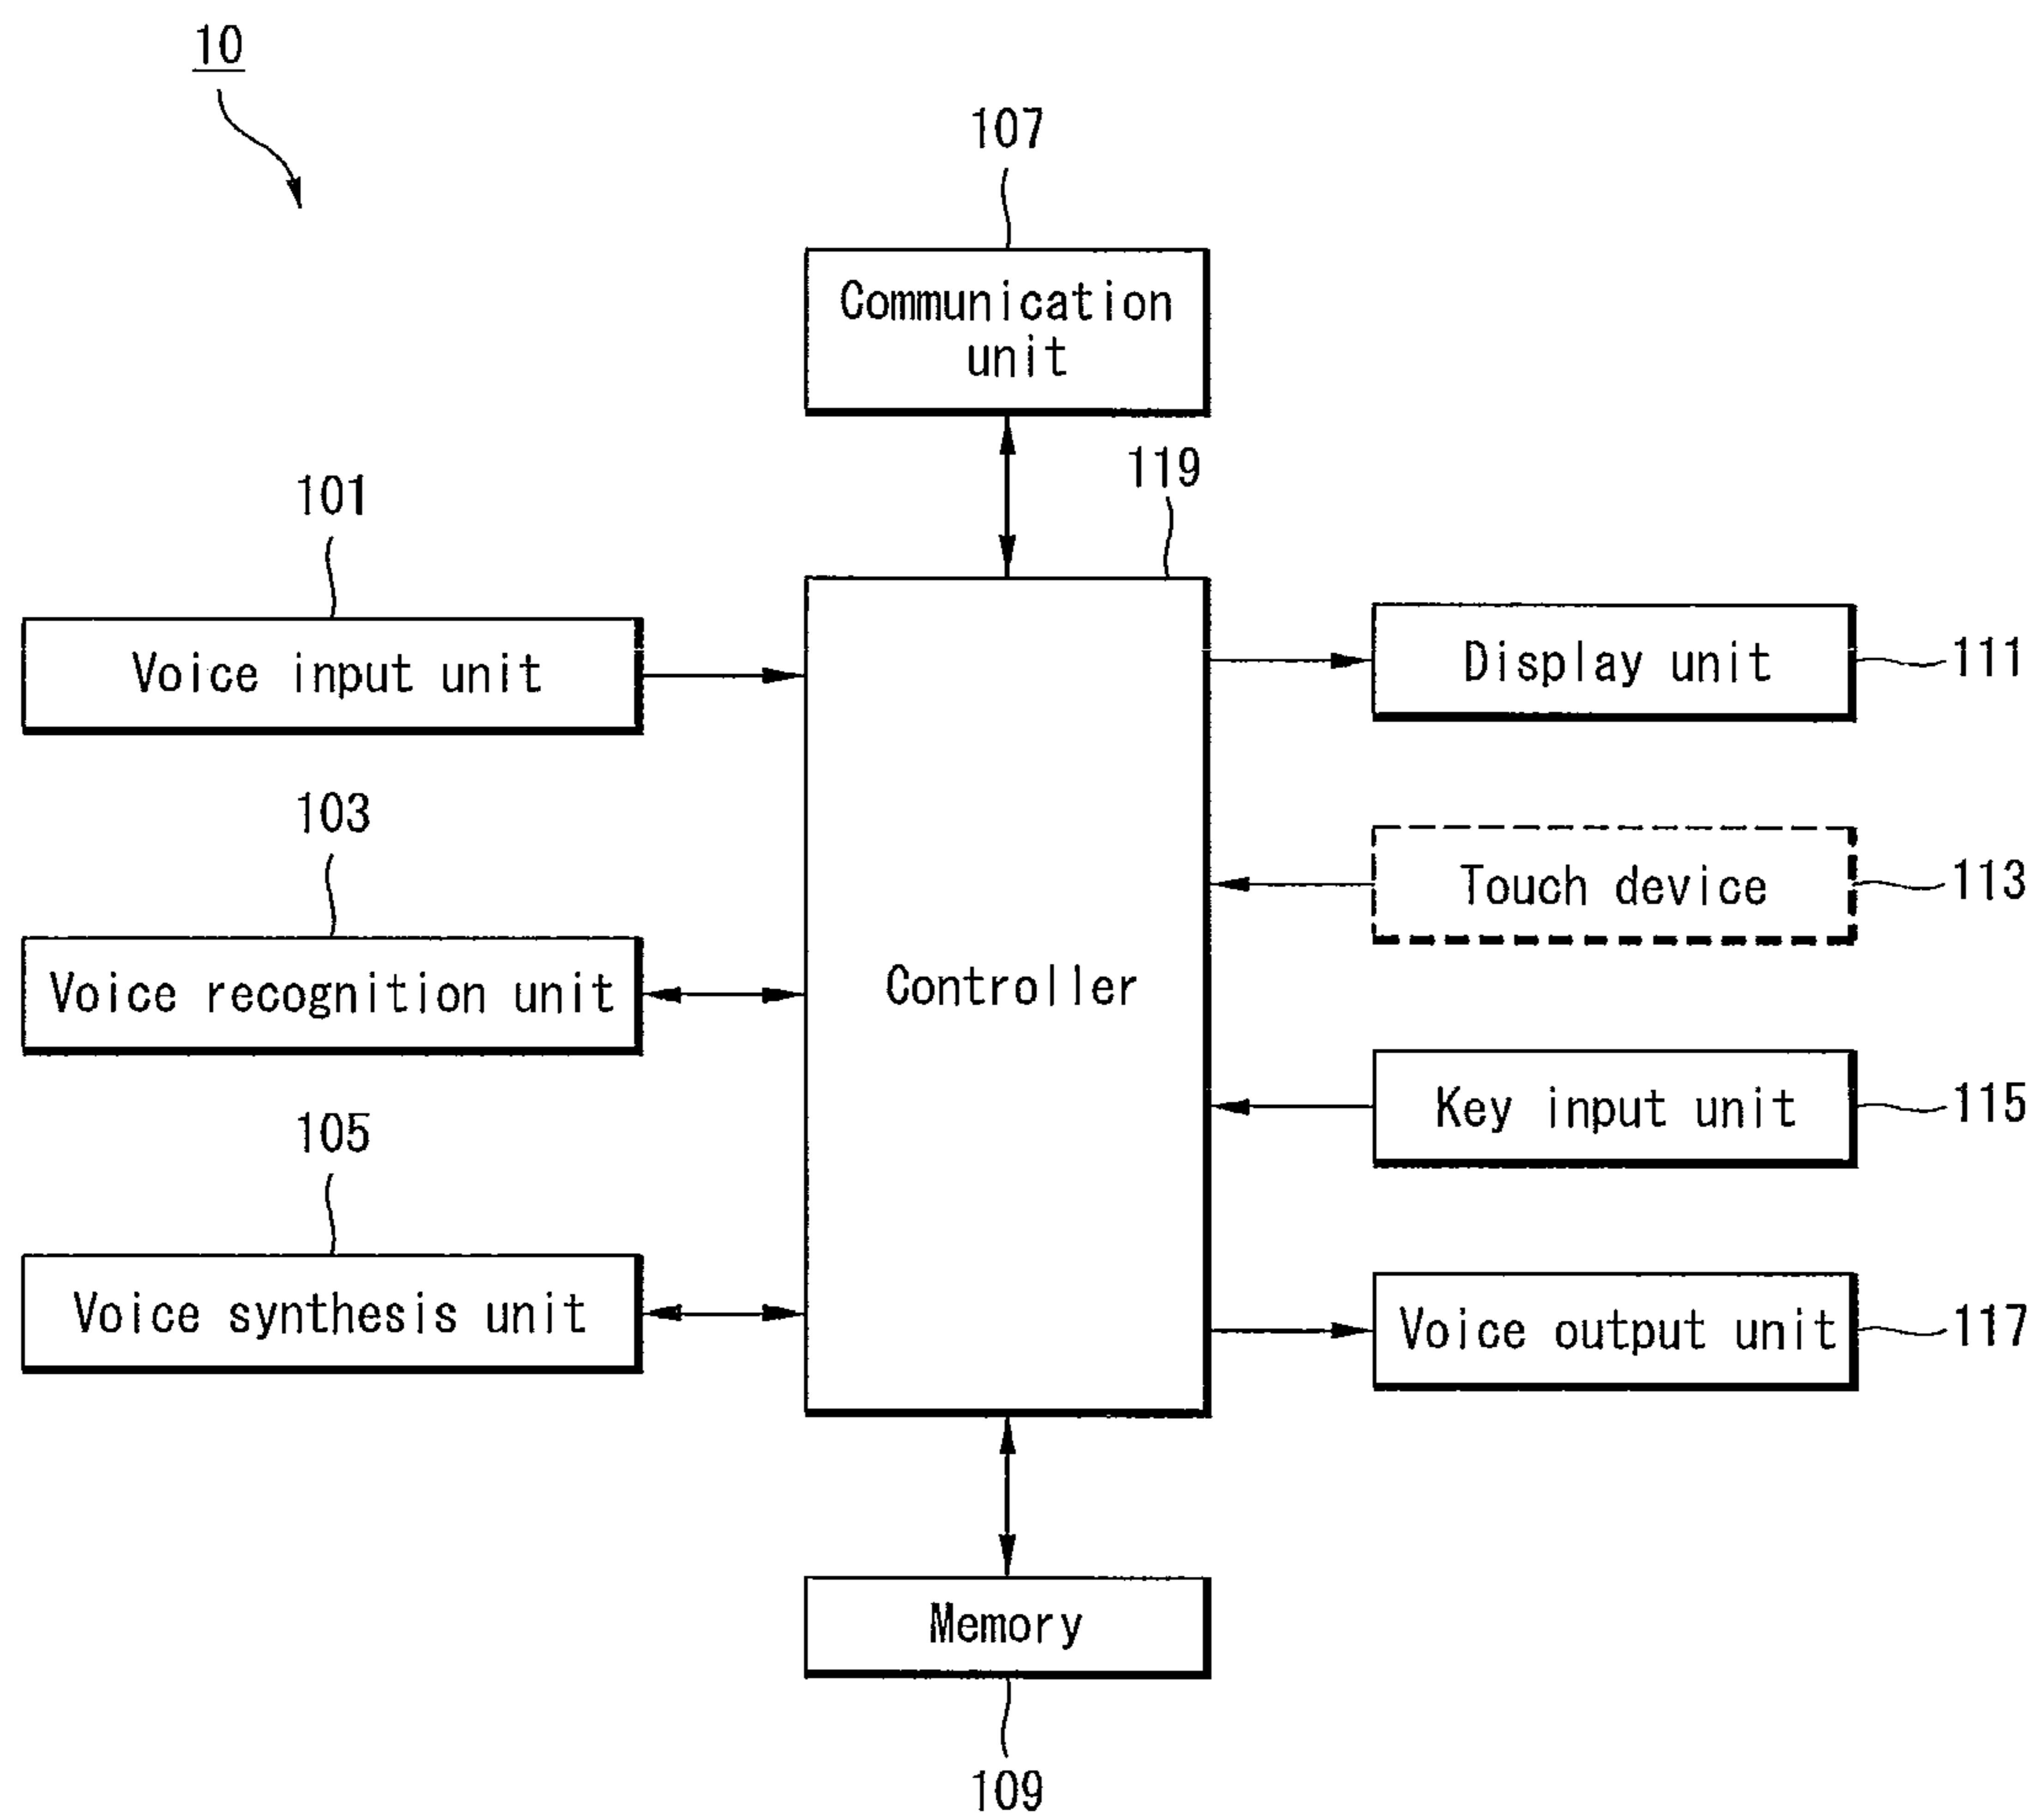 10
107
Communication
unit
119
101
Voice input unit
Display unit
111
103
Touch device
113
Voice recognition unit
Controller
105
Key input unit
115
Voice synthesis unit
Voice output unit
117
Memory
109